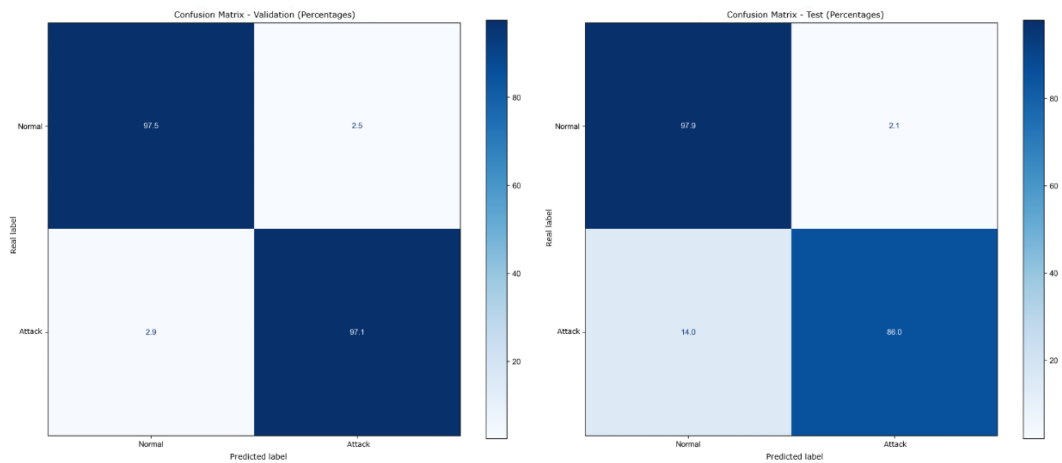 Confusion Matrix - Validation (Percentages)
Normal
97.5
2.5
Attack
2.9
97.1
Real label
Normal
Attack
Predicted label
80
60
40
20
Confusion Matrix - Test (Percentages)
Normal
97.9
2.1
Attack
14.0
86.0
Real label
Normal
Attack
Predicted label
80
60
40
20